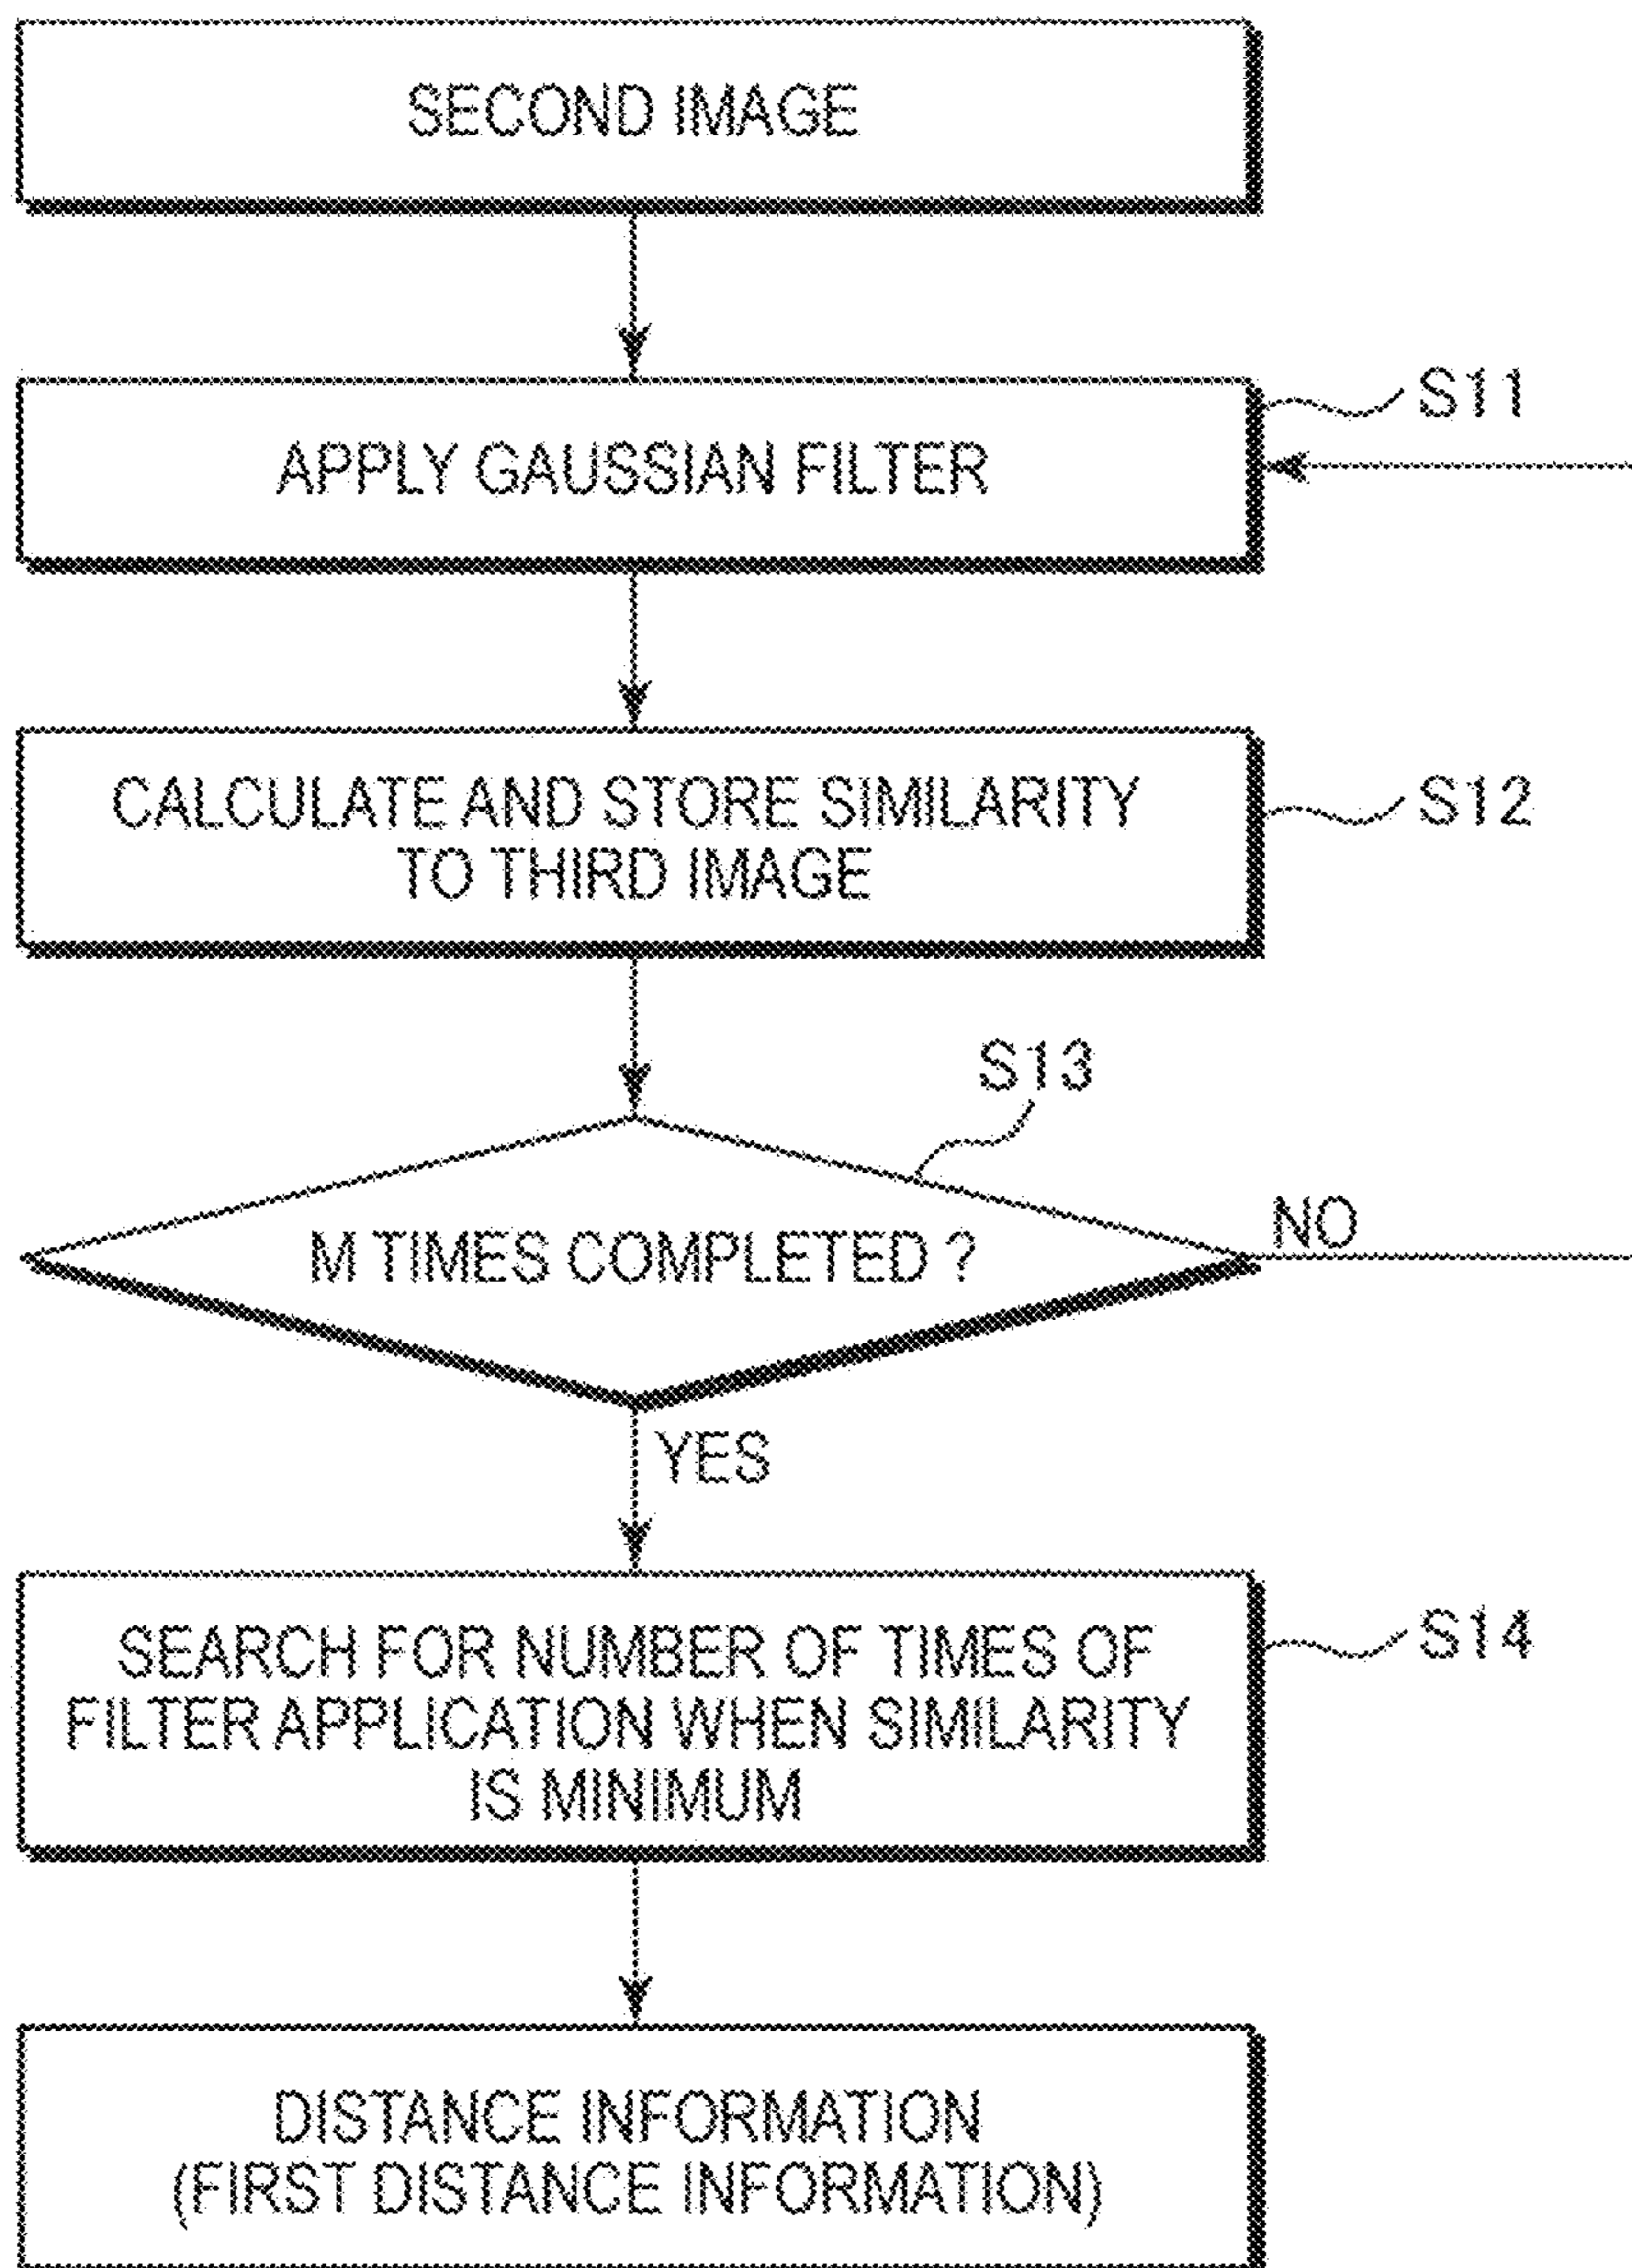 SECOND IMAGE
S11
APPLY GAUSSIAN FILTER
CALCULATE AND STORE SIMILARITY
TO THIRD IMAGE
S12
S13
M TIMES COMPLETED ?
NO
YES
SEARCH FOR NUMBER OF TIMES OF
FILTER APPLICATION WHEN SIMILARITY
IS MINIMUM
S14
DISTANCE INFORMATION
(FIRST DISTANCE INFORMATION)